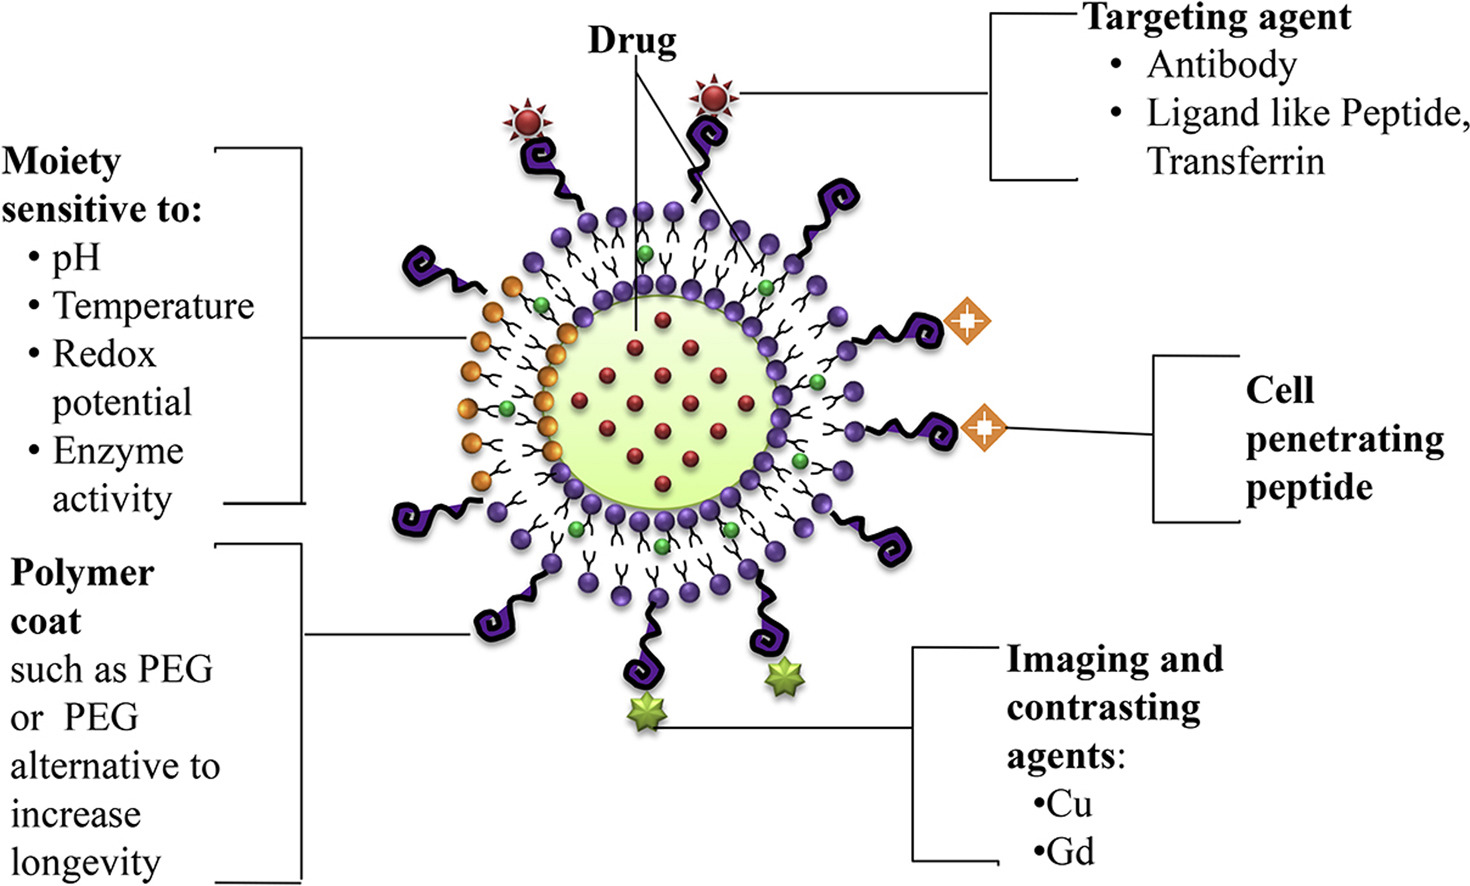 Drug
Targeting agent
• Antibody
• Ligand like Peptide,
Transferrin
Moiety
sensitive to:
• pH
• Temperature
• Redox
potential
• Enzyme
activity
Cell
penetrating
peptide
Polymer
coat
such as PEG
or PEG
alternative to
increase
longevity
Imaging and
contrasting
agents:
•Cu
•Gd